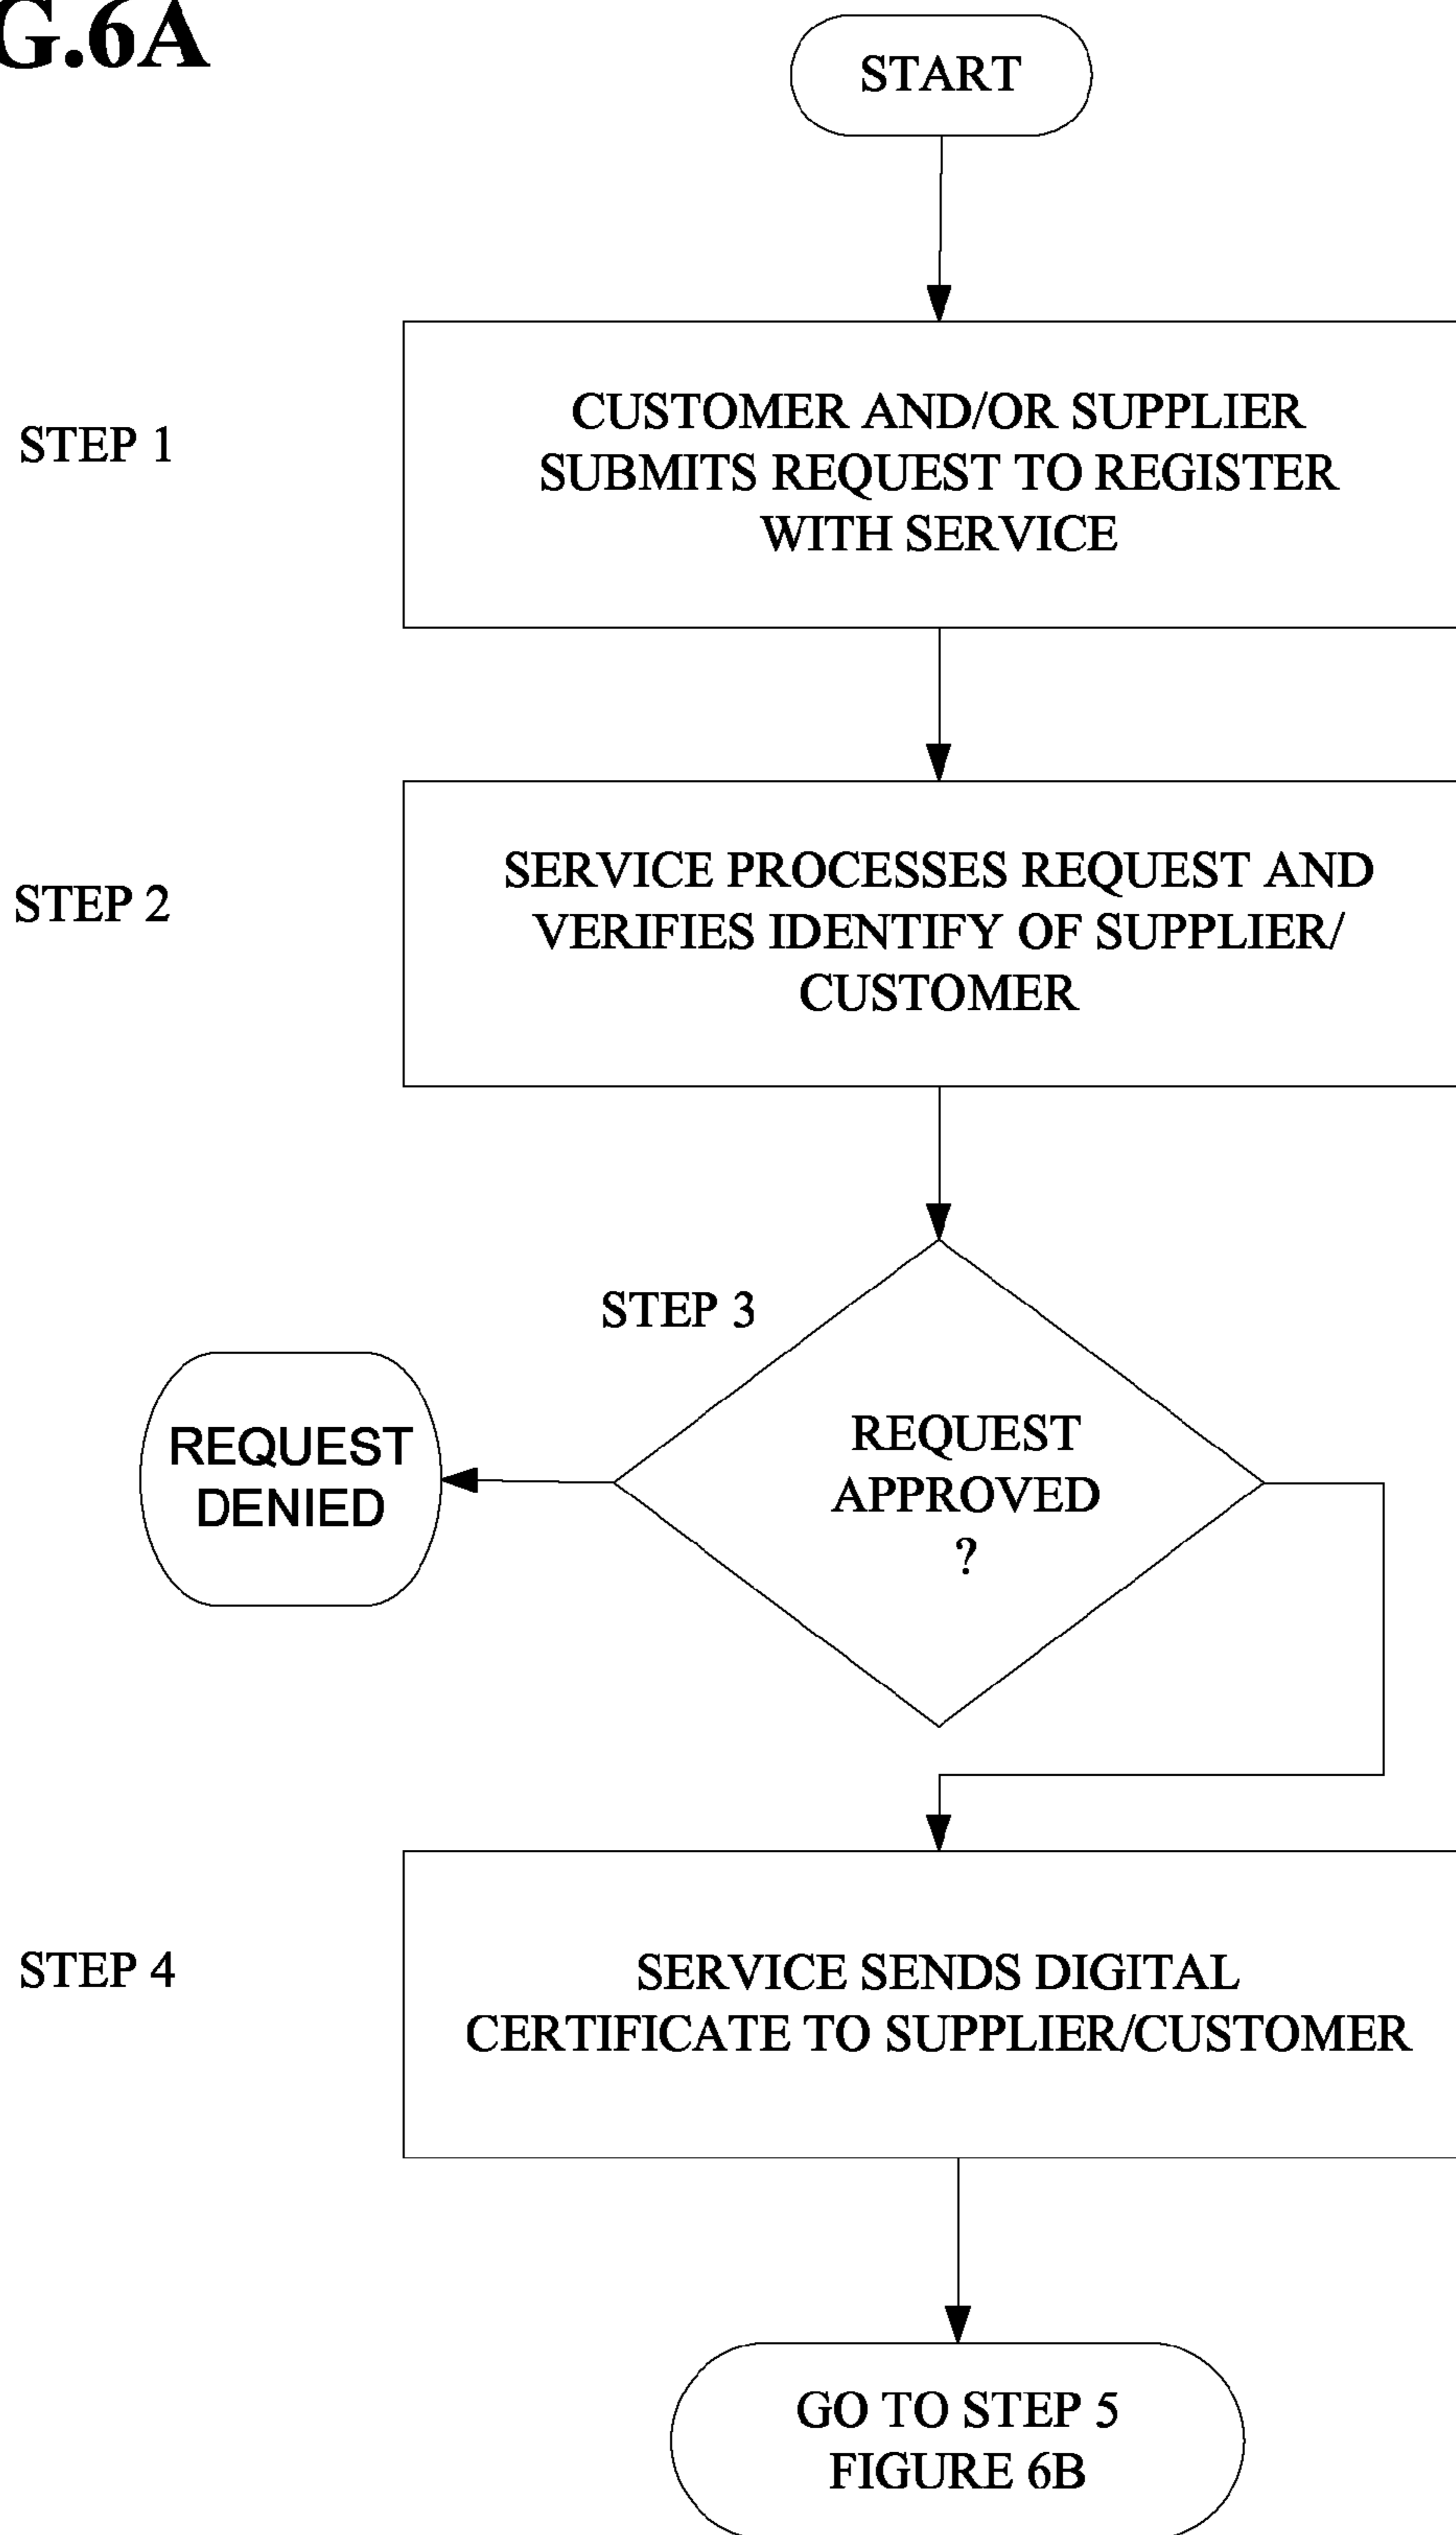 G.6A
START
STEP 1
CUSTOMER AND/OR SUPPLIER
SUBMITS REQUEST TO REGISTER
WITH SERVICE
STEP 2
SERVICE PROCESSES REQUEST AND
VERIFIES IDENTIFY OF SUPPLIER/
CUSTOMER
STEP 3
REQUEST
APPROVED
?
REQUEST
DENIED
STEP 4
SERVICE SENDS DIGITAL
CERTIFICATE TO SUPPLIER/CUSTOMER
GO TO STEP 5
FIGURE 6B